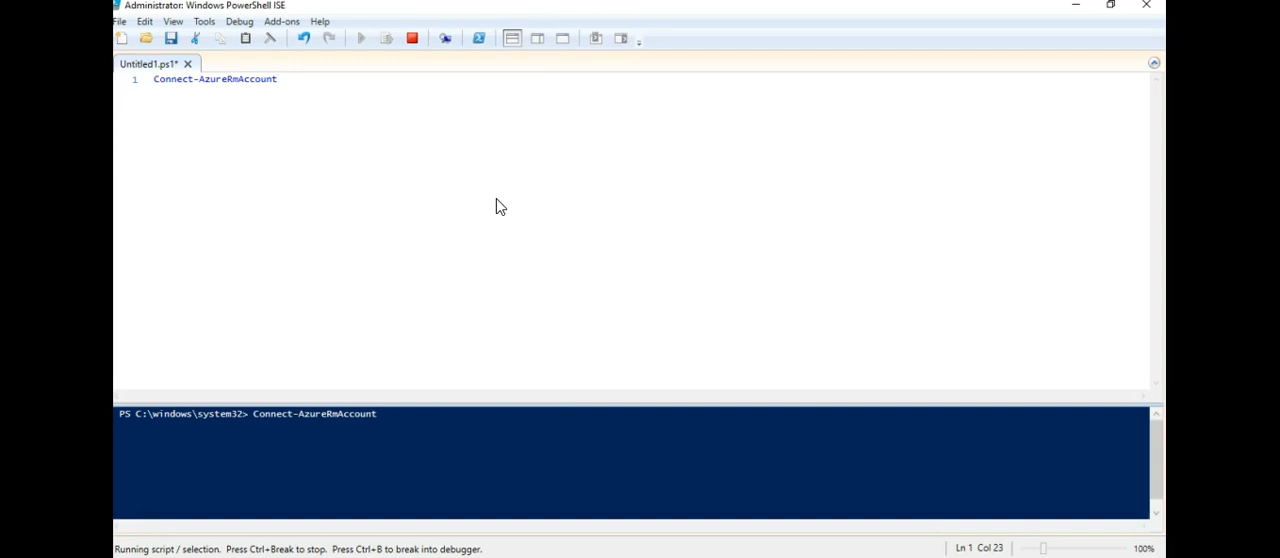 Administrator: Windows PowerShell ISE
File Edit View Tools Debug Add-ons Help
Untitled1.ps1*
1 Connect-AzureRmAccount
PS C:\windows\system32> Connect-AzureRmAccount
Running script / selection. Press Ctrl+Break to stop. Press Ctrl+B to break into debugger. Ln 1 Col 23 100%